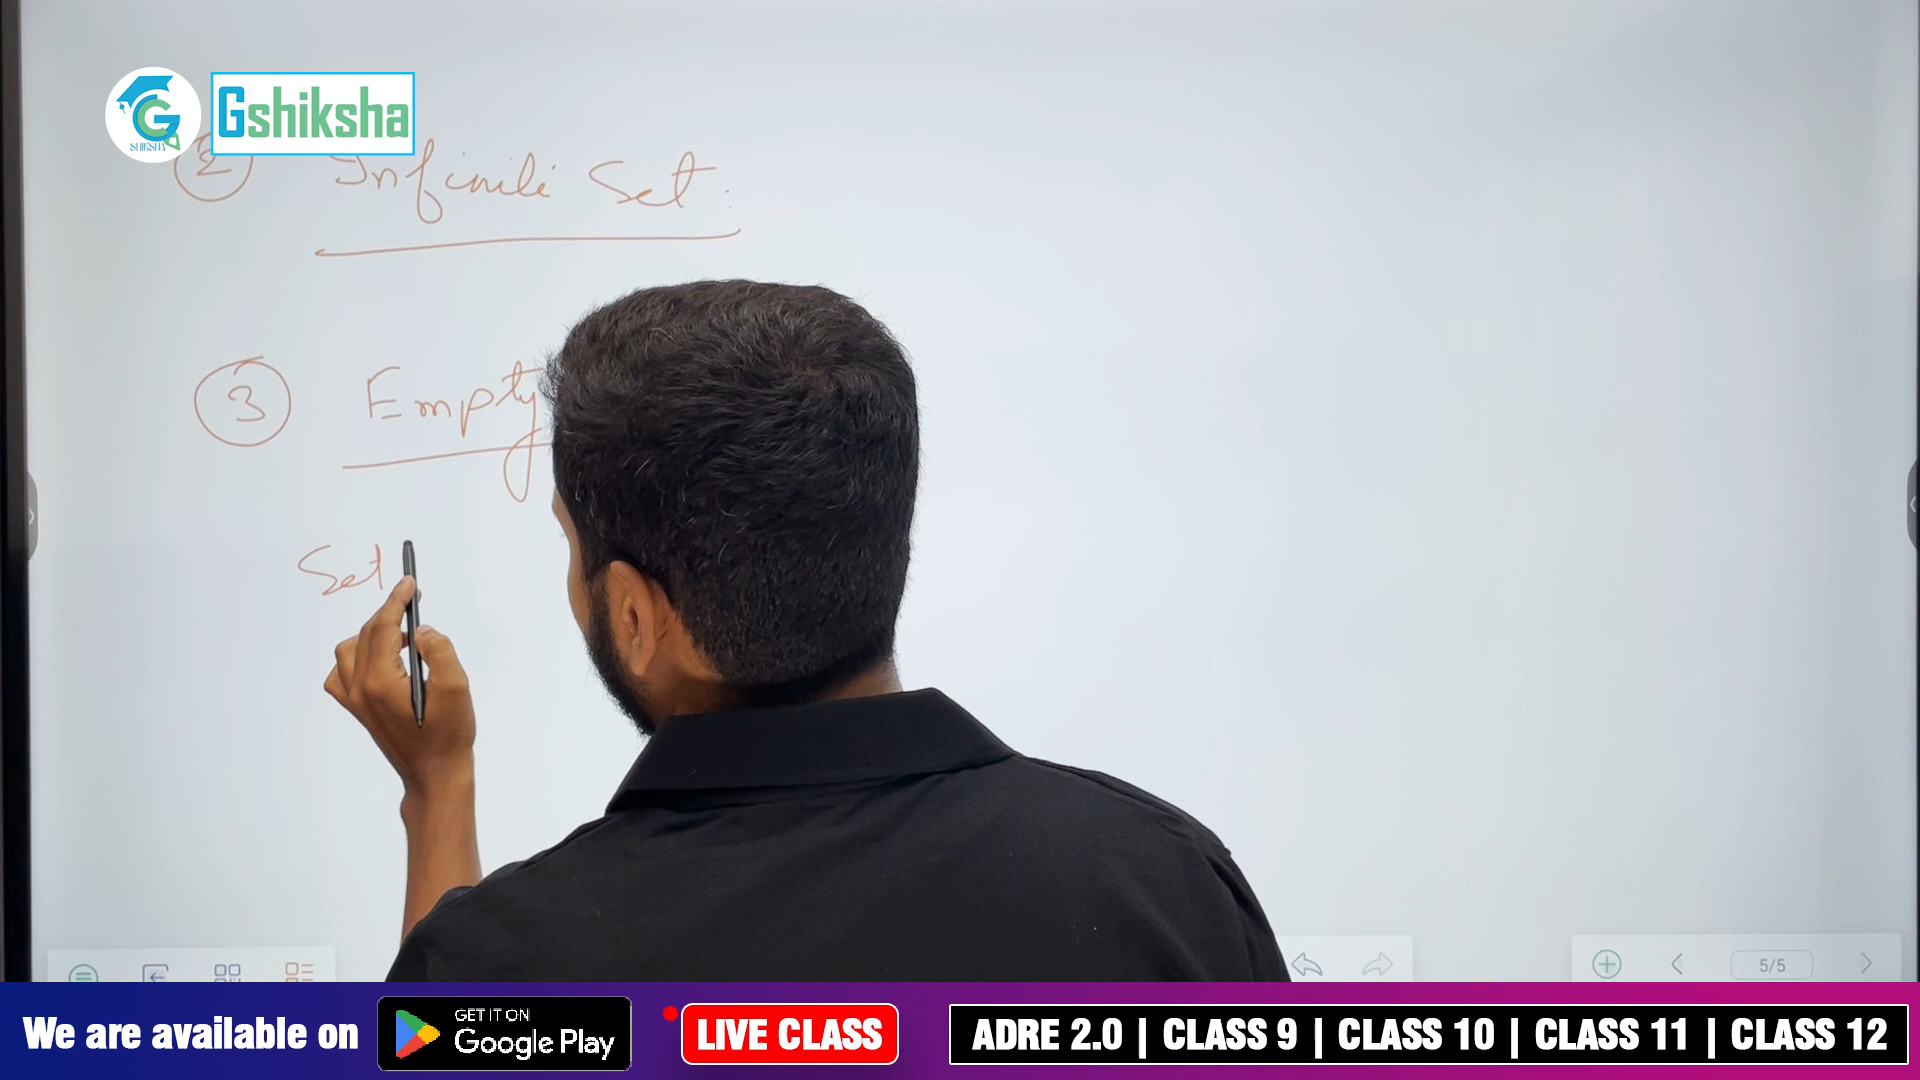 G
SHIKSHA
Gshiksha
2 Infinite Set:
3 Empty
Set
5/5
We are available on
GET IT ON
Google Play
LIVE CLASS
ADRE 2.0 | CLASS 9 | CLASS 10 | CLASS 11 | CLASS 12